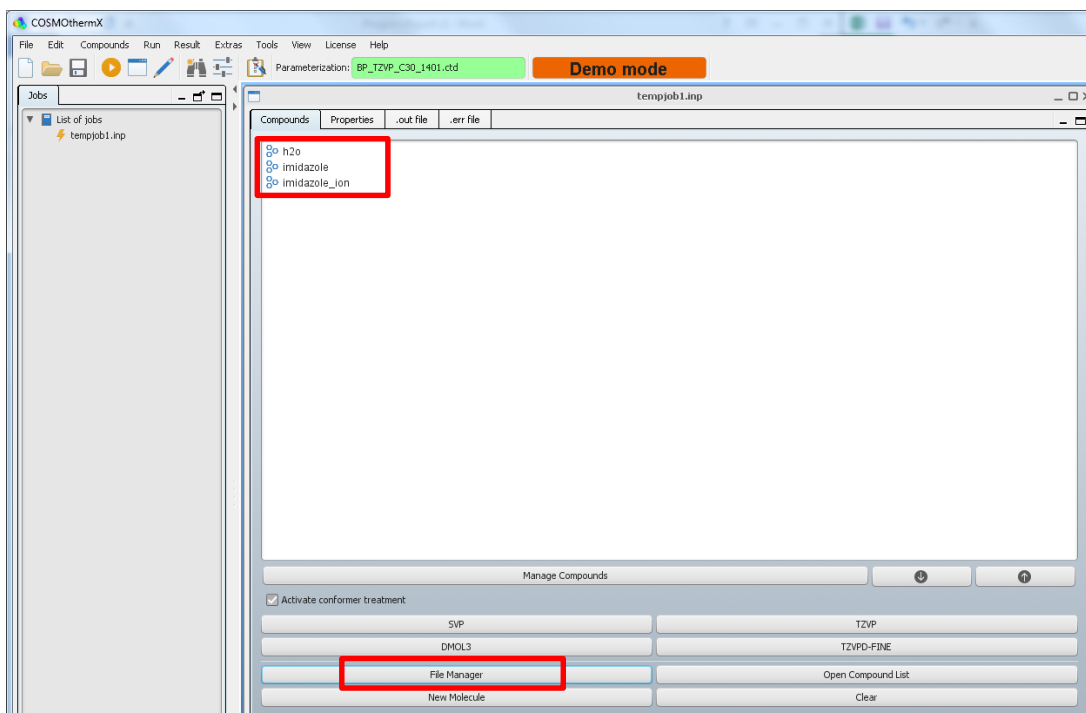 COSMOthermX
File Edit Compounds Run Result Extras Tools View License Help
Parameterization: BP_TZVP_C30_1401.ctd Demo mode
Jobs
List of jobs
tempjob1.inp
tempjob1.inp
Compounds Properties .out file .err file
h2o
imidazole
imidazole_ion
Manage Compounds
Activate conformer treatment
SVP TZVP
DMOL3 TZVPD-FINE
File Manager Open Compound List
New Molecule Clear